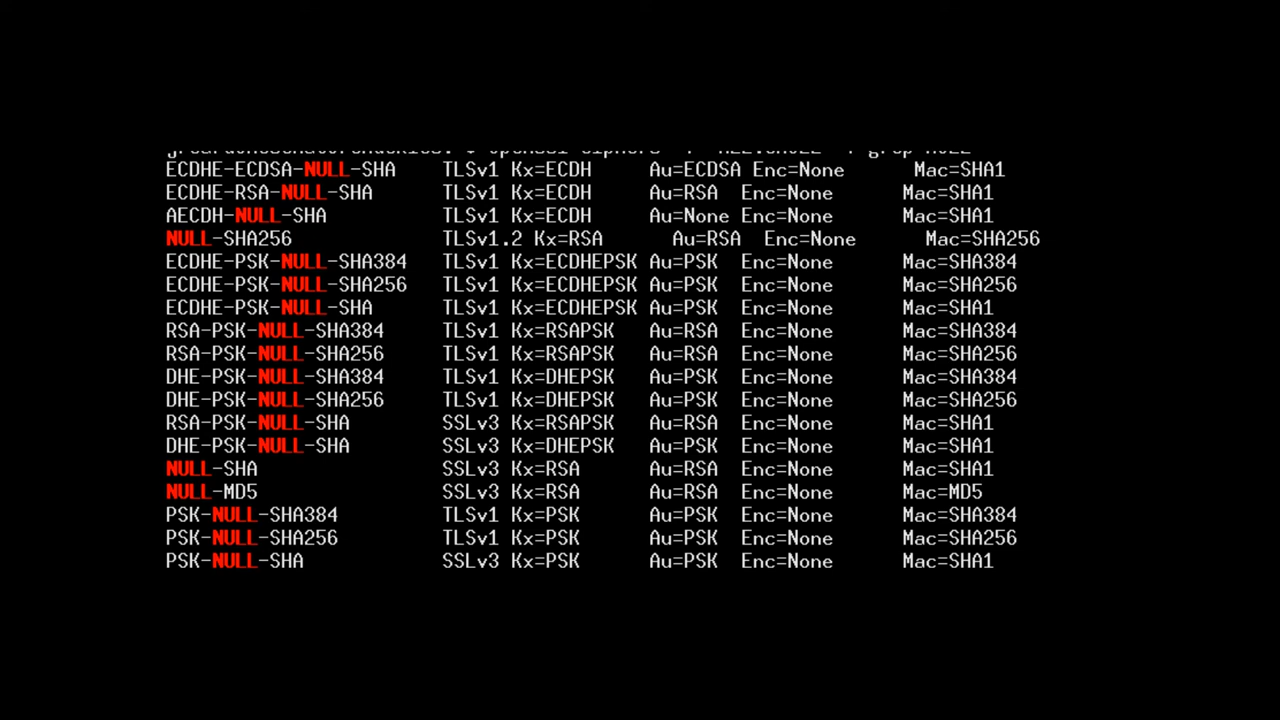 ECDHE-ECDSA-NULL-SHA TLSv1 Kx=ECDH Au=ECDSA Enc=None Mac=SHA1
ECDHE-RSA-NULL-SHA TLSv1 Kx=ECDH Au=RSA Enc=None Mac=SHA1
AECDH-NULL-SHA TLSv1 Kx=ECDH Au=None Enc=None Mac=SHA1
NULL-SHA256 TLSv1.2 Kx=RSA Au=RSA Enc=None Mac=SHA256
ECDHE-PSK-NULL-SHA384 TLSv1 Kx=ECDHEPSK Au=PSK Enc=None Mac=SHA384
ECDHE-PSK-NULL-SHA256 TLSv1 Kx=ECDHEPSK Au=PSK Enc=None Mac=SHA256
ECDHE-PSK-NULL-SHA TLSv1 Kx=ECDHEPSK Au=PSK Enc=None Mac=SHA1
RSA-PSK-NULL-SHA384 TLSv1 Kx=RSAPSK Au=RSA Enc=None Mac=SHA384
RSA-PSK-NULL-SHA256 TLSv1 Kx=RSAPSK Au=RSA Enc=None Mac=SHA256
DHE-PSK-NULL-SHA384 TLSv1 Kx=DHEPSK Au=PSK Enc=None Mac=SHA384
DHE-PSK-NULL-SHA256 TLSv1 Kx=DHEPSK Au=PSK Enc=None Mac=SHA256
RSA-PSK-NULL-SHA SSLv3 Kx=RSAPSK Au=RSA Enc=None Mac=SHA1
DHE-PSK-NULL-SHA SSLv3 Kx=DHEPSK Au=PSK Enc=None Mac=SHA1
NULL-SHA SSLv3 Kx=RSA Au=RSA Enc=None Mac=SHA1
NULL-MD5 SSLv3 Kx=RSA Au=RSA Enc=None Mac=MD5
PSK-NULL-SHA384 TLSv1 Kx=PSK Au=PSK Enc=None Mac=SHA384
PSK-NULL-SHA256 TLSv1 Kx=PSK Au=PSK Enc=None Mac=SHA256
PSK-NULL-SHA SSLv3 Kx=PSK Au=PSK Enc=None Mac=SHA1